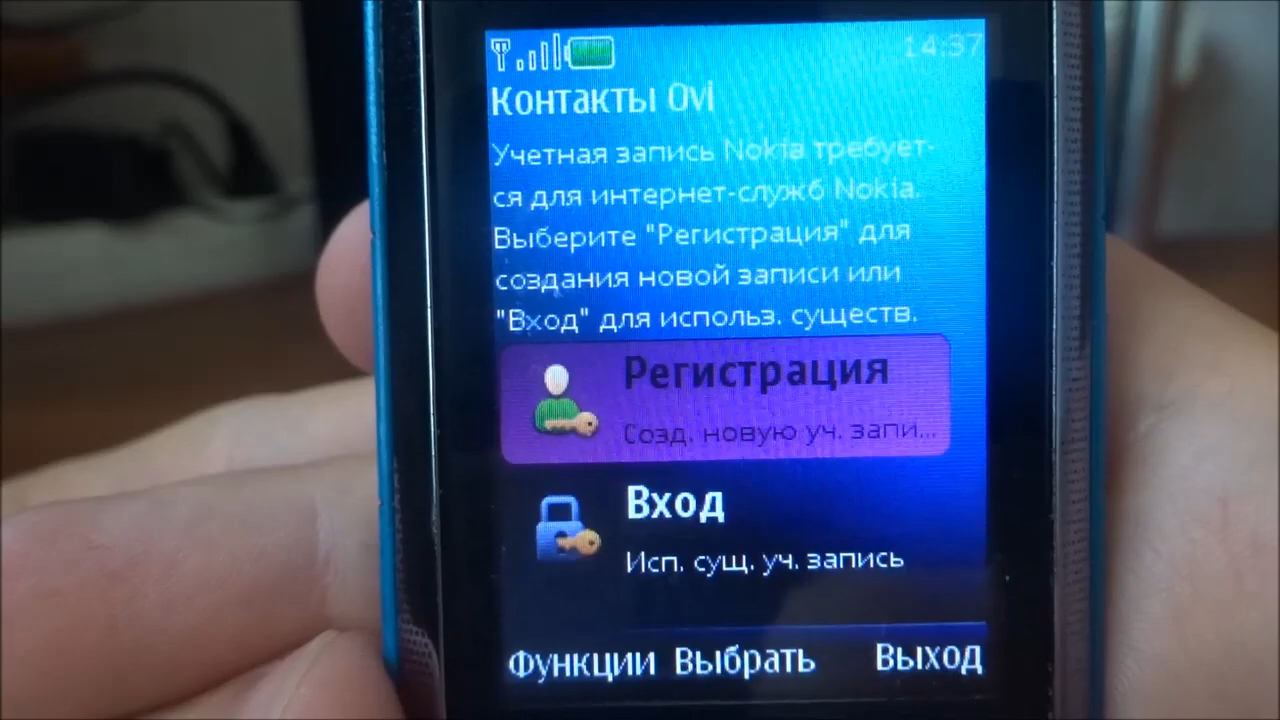 14:37
Контакты Ovi
Учетная запись Nokia требует-
ся для интернет-служб Nokia.
Выберите "Регистрация" для
создания новой записи или
"Вход" для использ. существ.
Регистрация
Созд. новую уч. запи...
Вход
Исп. сущ. уч. запись
Функции Выбрать Выход